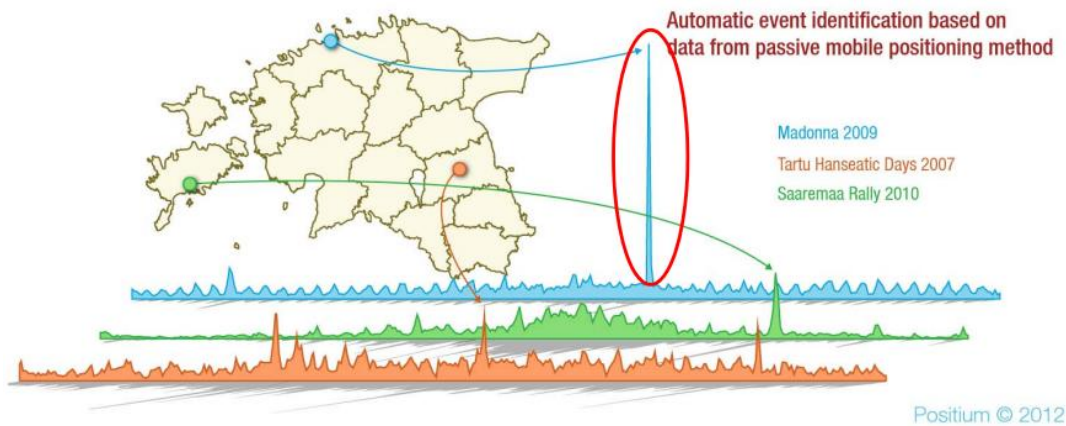 Automatic event identification based on
data from passive mobile positioning method
Madonna 2009
Tartu Hanseatic Days 2007
Saaremaa Rally 2010
Positium © 2012